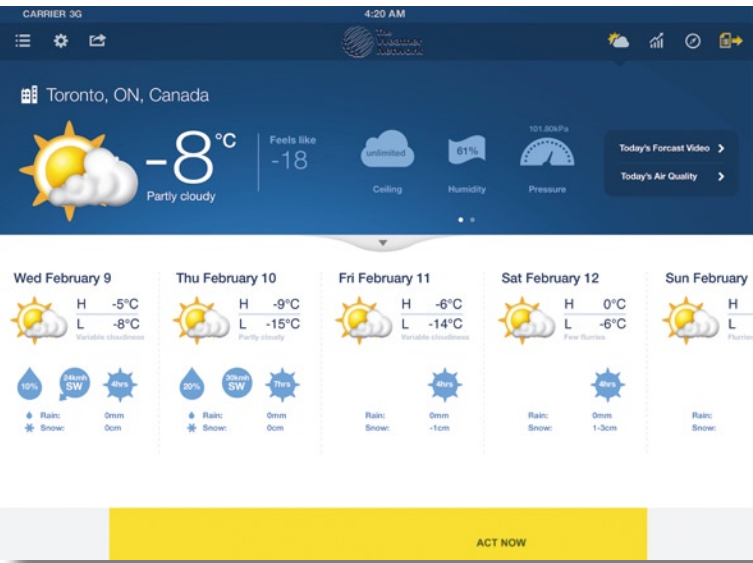 CARRIER 3G 4:20 AM
The
Weather
Network
Toronto, ON, Canada
-8°C
Partly cloudy
Feels like
-18
unlimited
Ceiling
61%
Humidity
101.80kPa
Pressure
Today's Forcast Video
Today's Air Quality
Wed February 9
H -5°C
L -8°C
Variable cloudiness
10%
24kmh
SW
4hrs
Rain: 0mm
Snow: 0cm
Thu February 10
H -9°C
L -15°C
Partly cloudy
20%
30kmh
SW
7hrs
Rain: 0mm
Snow: 0cm
Fri February 11
H -6°C
L -14°C
Variable cloudiness
4hrs
Rain: 0mm
Snow: -1cm
Sat February 12
H 0°C
L -6°C
Few flurries
4hrs
Rain: 0mm
Snow: 1-3cm
Sun February
H
L
Flurries
Rain:
Snow:
ACT NOW